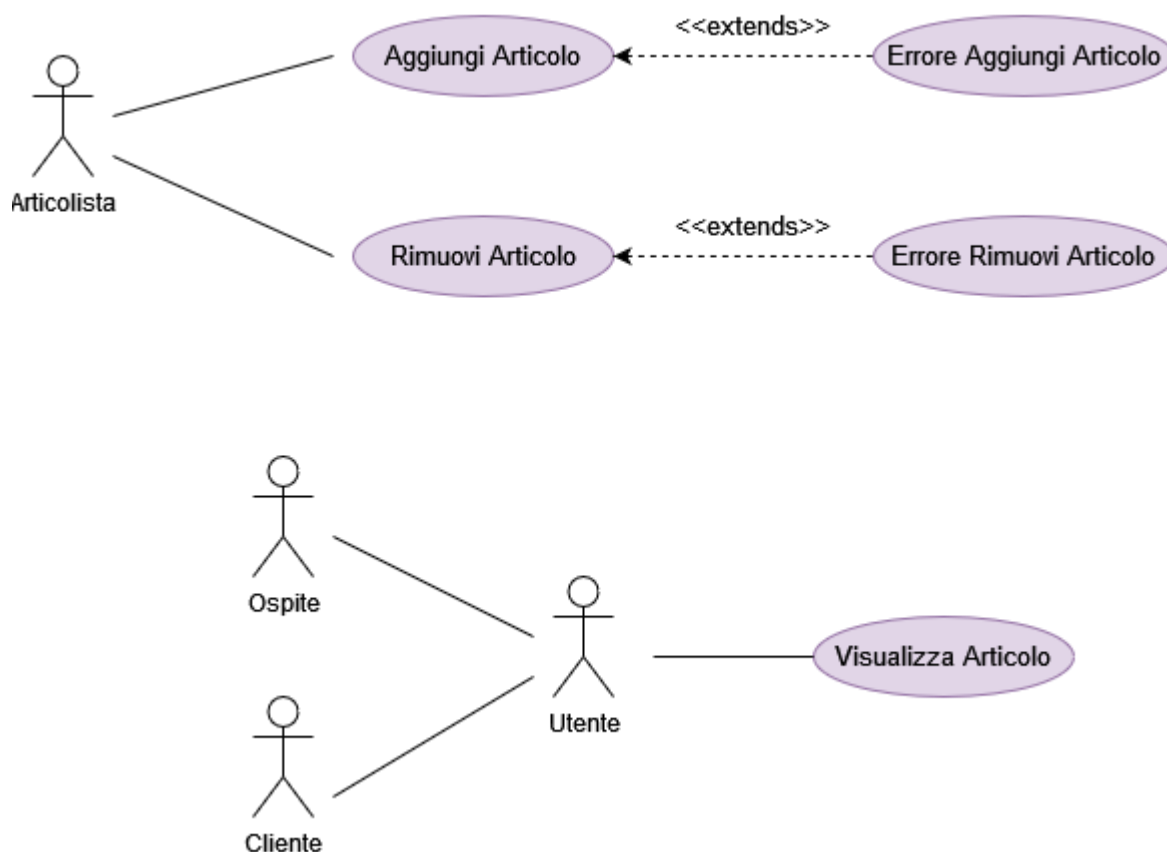 <<extends>>
Aggiungi Articolo
Errore Aggiungi Articolo
Articolista
<<extends>>
Rimuovi Articolo
Errore Rimuovi Articolo
Ospite
Visualizza Articolo
Utente
Cliente